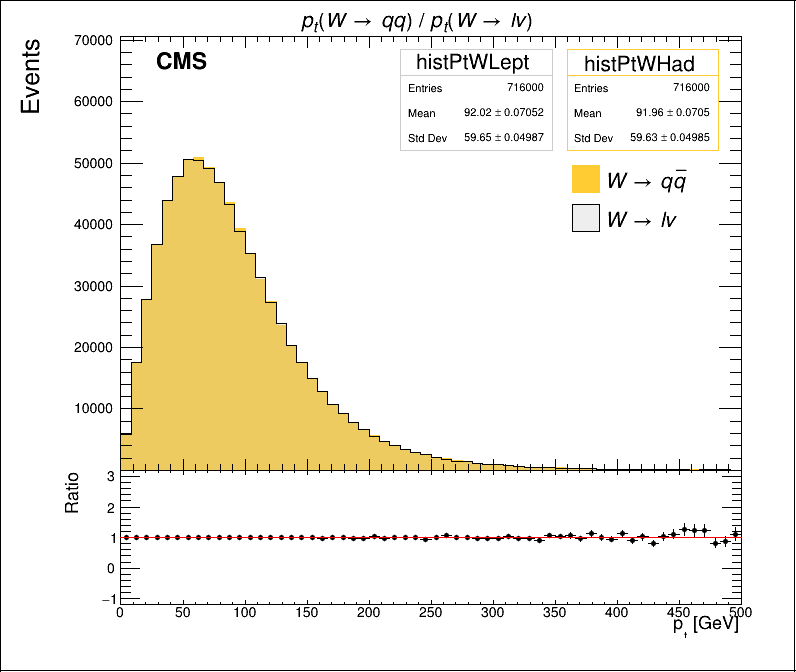 p_t(W → qq) / p_t(W → lν)
Events
CMS
70000
60000
50000
40000
30000
20000
10000
histPtWLept
Entries 716000
Mean 92.02 ± 0.07052
Std Dev 59.65 ± 0.04987
histPtWHad
Entries 716000
Mean 91.96 ± 0.0705
Std Dev 59.63 ± 0.04985
W → qq̅
W → lν
Ratio
3
2
1
0
−1
0 50 100 150 200 250 300 350 400 450 500
p_t [GeV]